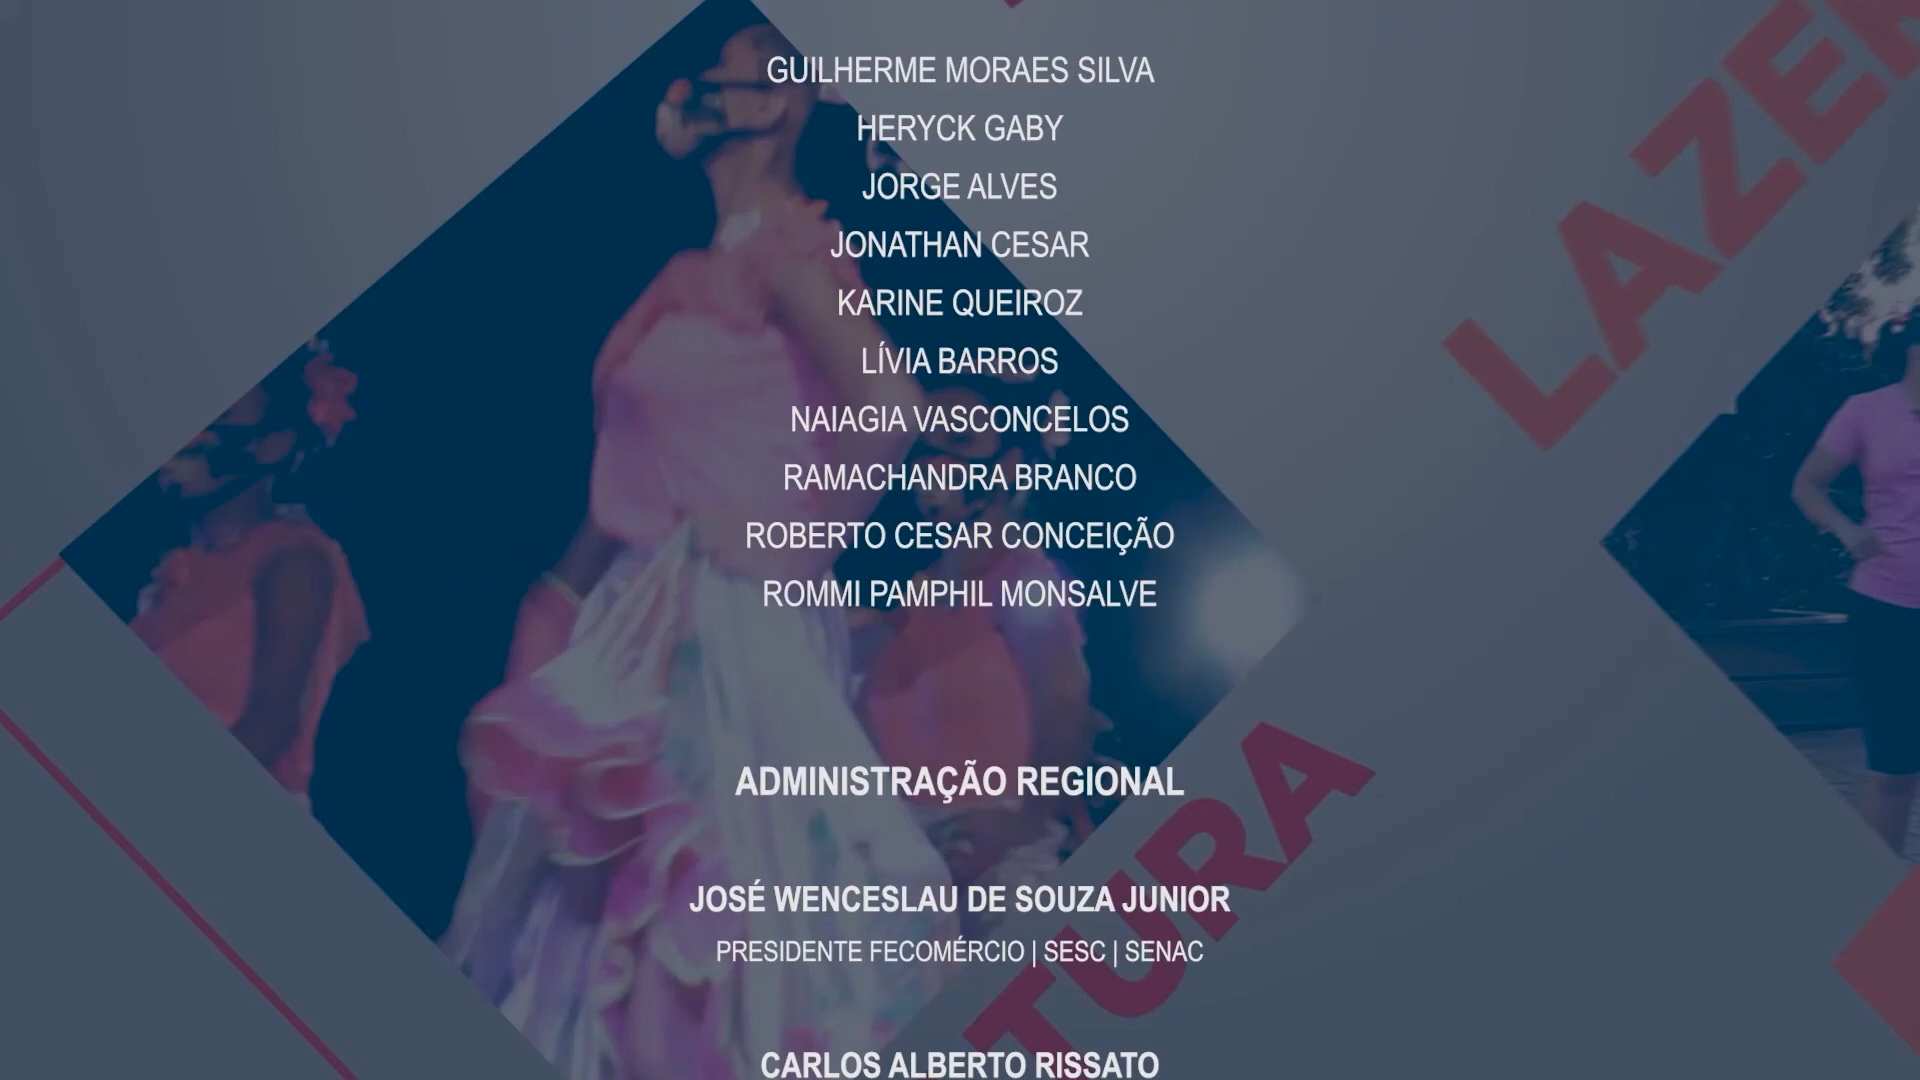 GUILHERME MORAES SILVA
HERYCK GABY
JORGE ALVES
JONATHAN CESAR
KARINE QUEIROZ
LÍVIA BARROS
NAIAGIA VASCONCELOS
RAMACHANDRA BRANCO
ROBERTO CESAR CONCEIÇÃO
ROMMI PAMPHIL MONSALVE
ADMINISTRAÇÃO REGIONAL
JOSÉ WENCESLAU DE SOUZA JUNIOR
PRESIDENTE FECOMÉRCIO | SESC | SENAC
CARLOS ALBERTO RISSATO
LAZER
TURA